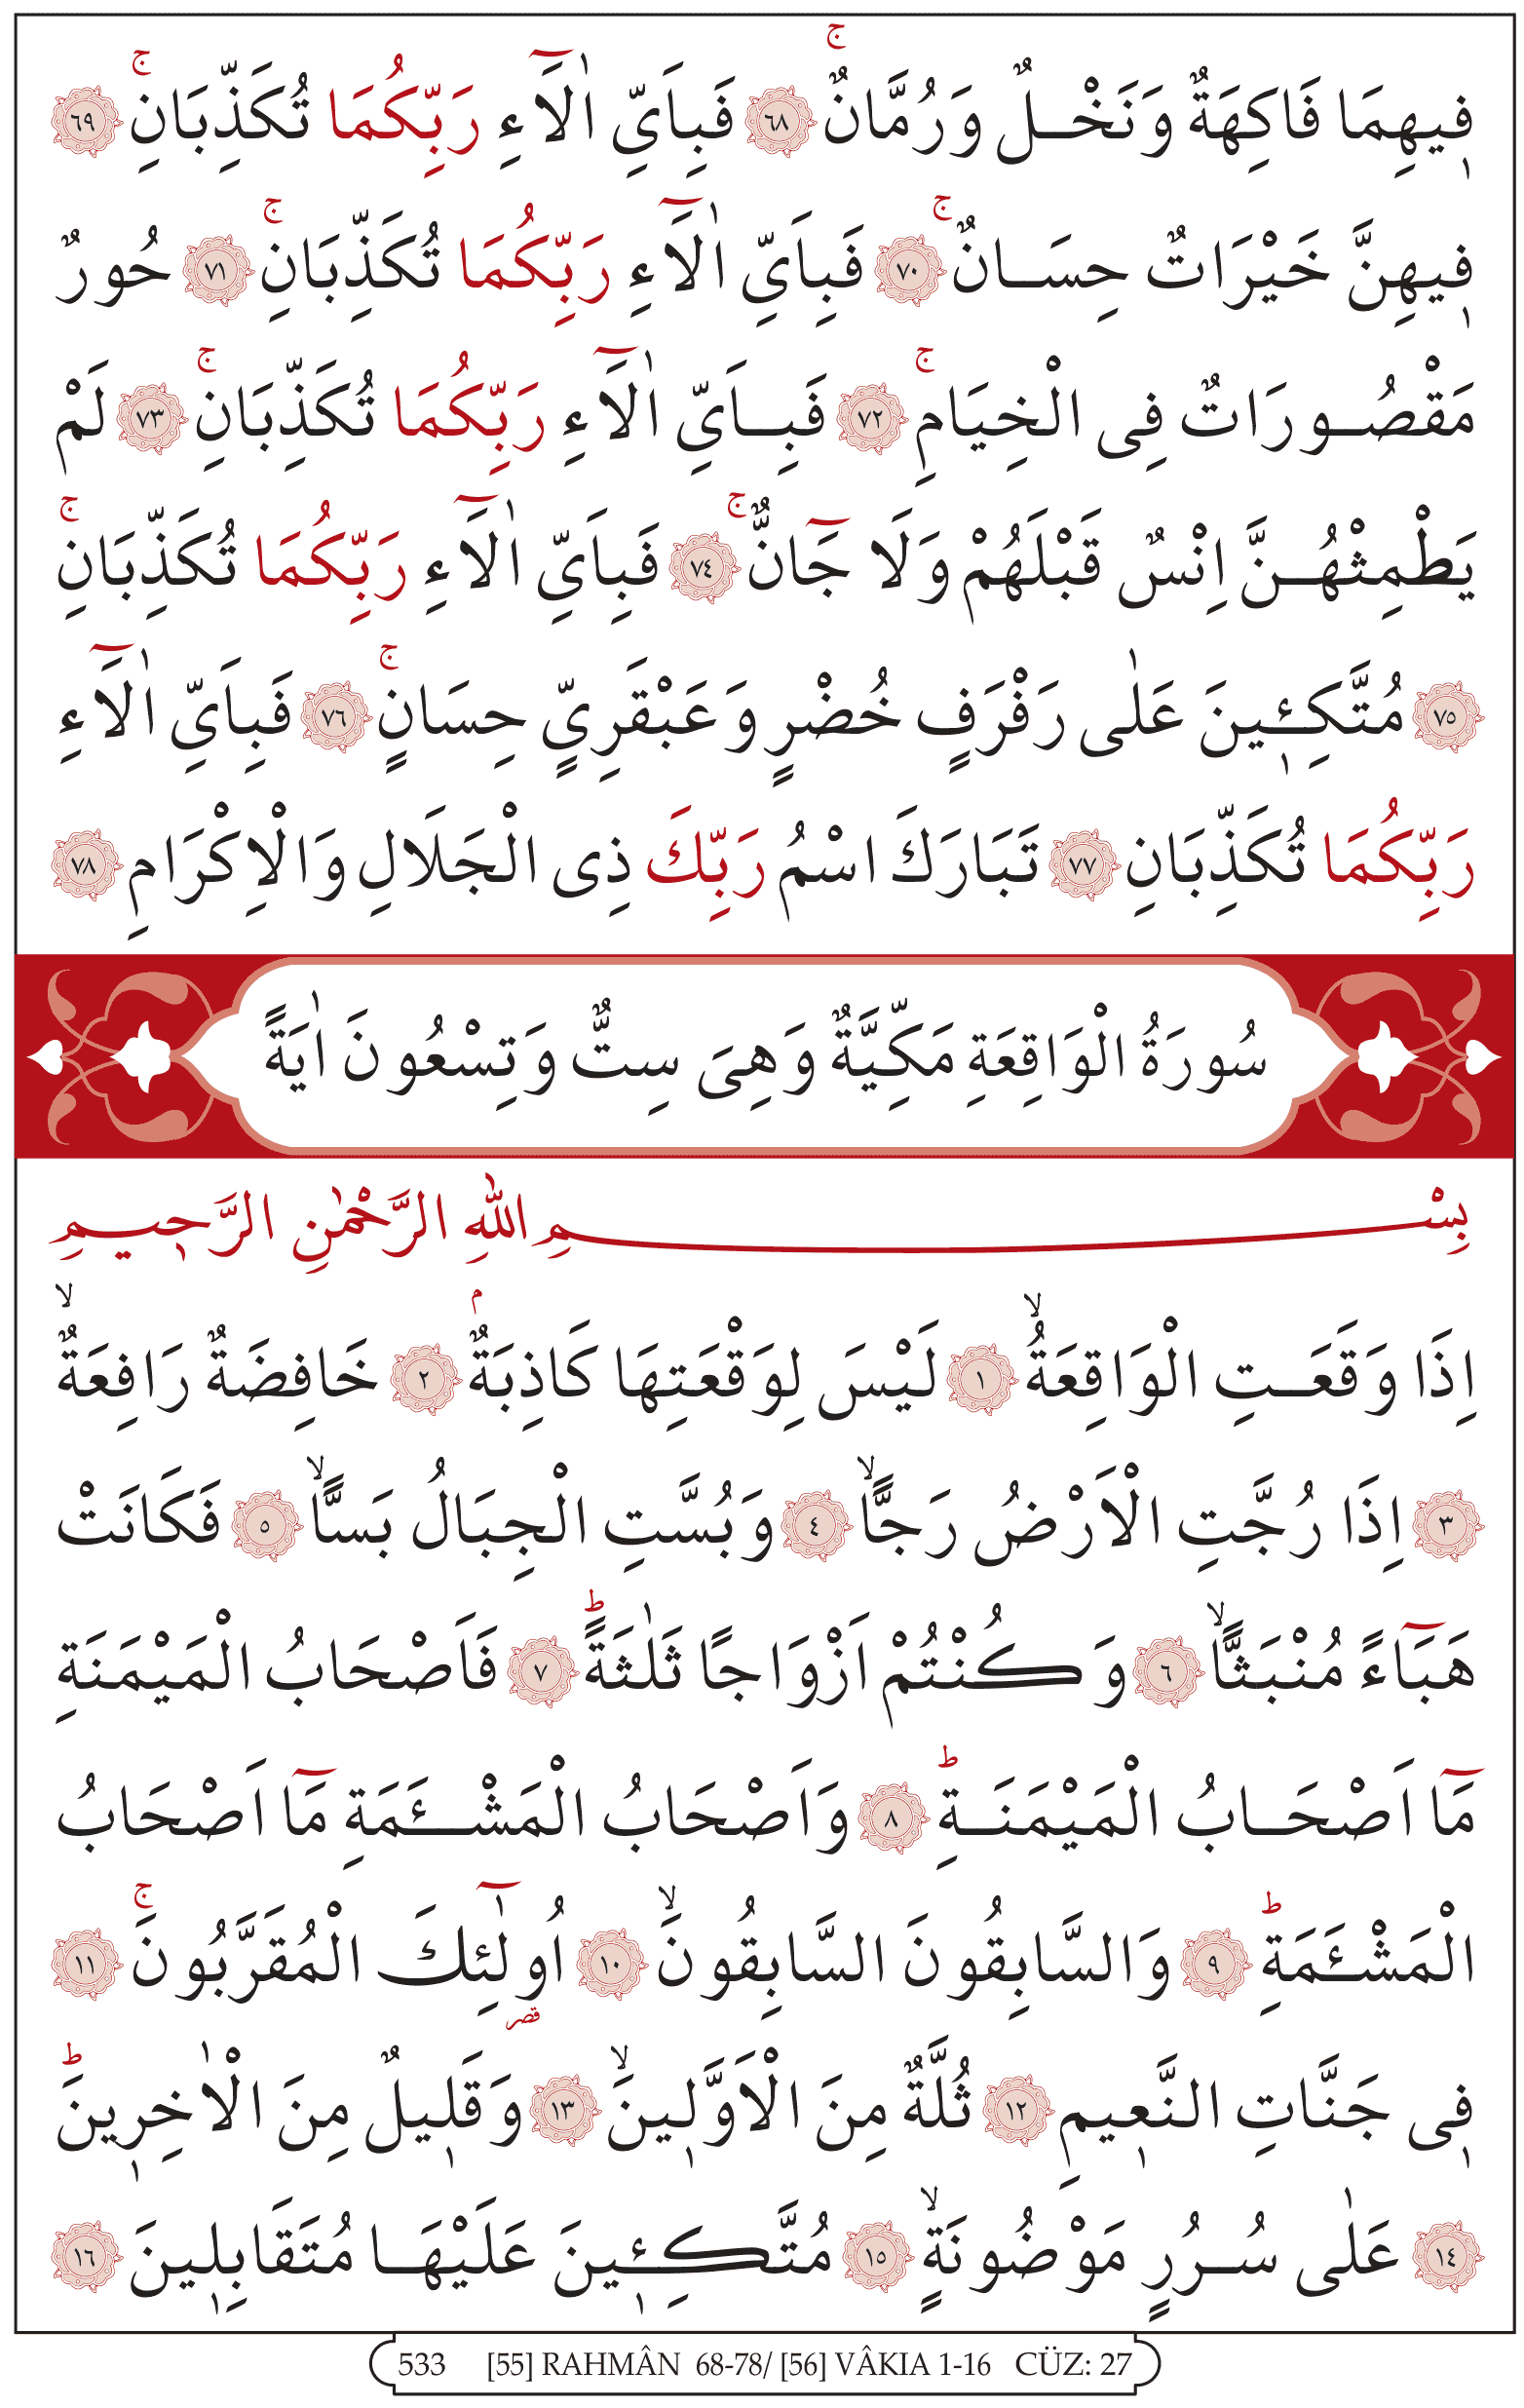 ف۪يهِمَا فَاكِهَةٌ وَنَخْلٌ وَرُمَّانٌۚ ﴿٦٨﴾ فَبِاَيِّ اٰلَٓاءِ رَبِّكُمَا تُكَذِّبَانِۚ ﴿٦٩﴾
ف۪يهِنَّ خَيْرَاتٌ حِسَانٌۚ ﴿٧٠﴾ فَبِاَيِّ اٰلَٓاءِ رَبِّكُمَا تُكَذِّبَانِۚ ﴿٧١﴾ حُورٌ
مَقْصُورَاتٌ فِى الْخِيَامِۚ ﴿٧٢﴾ فَبِاَيِّ اٰلَٓاءِ رَبِّكُمَا تُكَذِّبَانِۚ ﴿٧٣﴾ لَمْ
يَطْمِثْهُنَّ اِنْسٌ قَبْلَهُمْ وَلَا جَٓانٌّۚ ﴿٧٤﴾ فَبِاَيِّ اٰلَٓاءِ رَبِّكُمَا تُكَذِّبَانِۚ
﴿٧٥﴾ مُتَّكِـ۪ٔينَ عَلٰى رَفْرَفٍ خُضْرٍ وَعَبْقَرِيٍّ حِسَانٍۚ ﴿٧٦﴾ فَبِاَيِّ اٰلَٓاءِ
رَبِّكُمَا تُكَذِّبَانِ ﴿٧٧﴾ تَبَارَكَ اسْمُ رَبِّكَ ذِى الْجَلَالِ وَالْاِكْرَامِ ﴿٧٨﴾
سُورَةُ الْوَاقِعَةِ مَكِّيَّةٌ وَهِىَ سِتٌّ وَتِسْعُونَ اٰيَةً
بِسْمِ اللّٰهِ الرَّحْمٰنِ الرَّح۪يمِ
اِذَا وَقَعَتِ الْوَاقِعَةُۙ ﴿١﴾ لَيْسَ لِوَقْعَتِهَا كَاذِبَةٌۢ ﴿٢﴾ خَافِضَةٌ رَافِعَةٌۙ
﴿٣﴾ اِذَا رُجَّتِ الْاَرْضُ رَجًّاۙ ﴿٤﴾ وَبُسَّتِ الْجِبَالُ بَسًّاۙ ﴿٥﴾ فَكَانَتْ
هَبَٓاءً مُنْبَثًّاۙ ﴿٦﴾ وَكُنْتُمْ اَزْوَاجًا ثَلٰثَةًؕ ﴿٧﴾ فَاَصْحَابُ الْمَيْمَنَةِ
مَٓا اَصْحَابُ الْمَيْمَنَةِؕ ﴿٨﴾ وَاَصْحَابُ الْمَشْـَٔمَةِ مَٓا اَصْحَابُ
الْمَشْـَٔمَةِؕ ﴿٩﴾ وَالسَّابِقُونَ السَّابِقُونَۙ ﴿١٠﴾ اُولٰٓئِكَ الْمُقَرَّبُونَۚ ﴿١١﴾
ف۪ى جَنَّاتِ النَّع۪يمِ ﴿١٢﴾ ثُلَّةٌ مِنَ الْاَوَّل۪ينَۙ ﴿١٣﴾ وَقَل۪يلٌ مِنَ الْاٰخِر۪ينَؕ
﴿١٤﴾ عَلٰى سُرُرٍ مَوْضُونَةٍۙ ﴿١٥﴾ مُتَّكِـ۪ٔينَ عَلَيْهَا مُتَقَابِل۪ينَ ﴿١٦﴾
533 [55] RAHMÂN 68-78/ [56] VÂKIA 1-16 CÜZ: 27